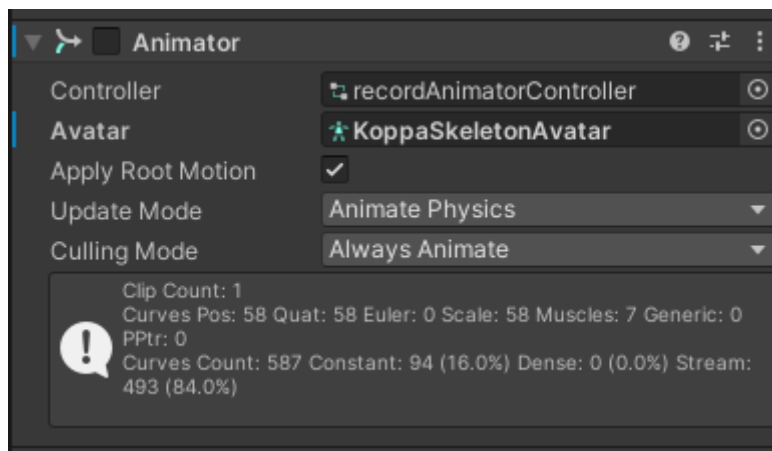 Animator
Controller recordAnimatorController
Avatar KoppaSkeletonAvatar
Apply Root Motion
Update Mode Animate Physics
Culling Mode Always Animate
Clip Count: 1
Curves Pos: 58 Quat: 58 Euler: 0 Scale: 58 Muscles: 7 Generic: 0
PPtr: 0
Curves Count: 587 Constant: 94 (16.0%) Dense: 0 (0.0%) Stream:
493 (84.0%)